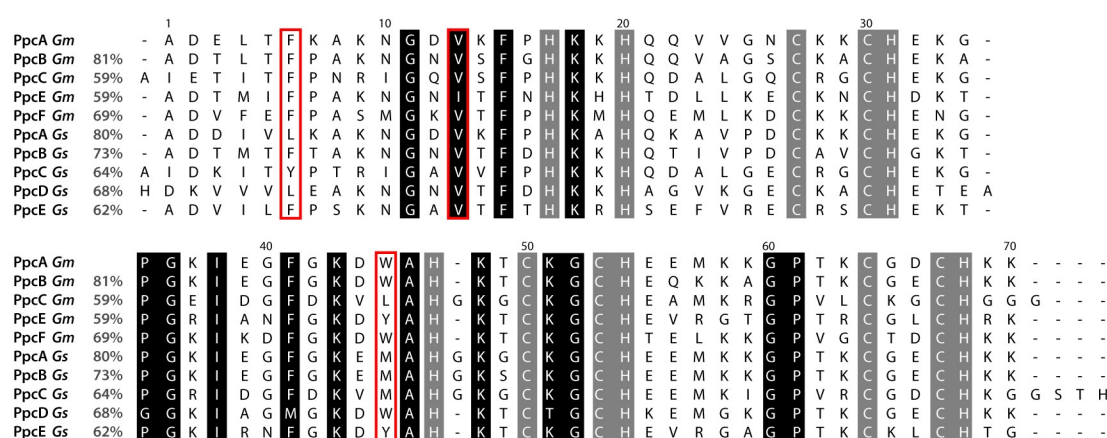 1 10 20 30
PpcA Gm - A D E L T F K A K N G D V K F P H K K H Q Q V V G N C K K C H E K G -
PpcB Gm 81% - A D T L T F P A K N G N V S F G H K K H Q Q V A G S C K A C H E K A -
PpcC Gm 59% A I E T I T F P N R I G Q V S F P H K K H Q D A L G Q C R G C H E K G -
PpcE Gm 59% - A D T M I F P A K N G N I T F N H K H H T D L L K E C K N C H D K T -
PpcF Gm 69% - A D V F E F P A S M G K V T F P H K M H Q E M L K D C K K C H E N G -
PpcA Gs 80% - A D D I V L K A K N G D V K F P H K A H Q K A V P D C K K C H E K G -
PpcB Gs 73% - A D T M T F T A K N G N V T F D H K K H Q T I V P D C A V C H G K T -
PpcC Gs 64% A I D K I T Y P T R I G A V V F P H K K H Q D A L G E C R G C H E K G -
PpcD Gs 68% H D K V V V L E A K N G N V T F D H K K H A G V K G E C K A C H E T E A
PpcE Gs 62% - A D V I L F P S K N G A V T F T H K R H S E F V R E C R S C H E K T -
40 50 60 70
PpcA Gm P G K I E G F G K D W A H - K T C K G C H E E M K K G P T K C G D C H K K - - - -
PpcB Gm 81% P G K I E G F G K D W A H - K T C K G C H E Q K K A G P T K C G E C H K K - - - -
PpcC Gm 59% P G E I D G F D K V L A H G K G C K G C H E A M K R G P V L C K G C H G G G - - -
PpcE Gm 59% P G R I A N F G K D Y A H - K T C K G C H E V R G T G P T R C G L C H R K - - - -
PpcF Gm 69% P G K I K D F G K D W A H - K T C K G C H T E L K K G P V G C T D C H K K - - - -
PpcA Gs 80% P G K I E G F G K E M A H G K G C K G C H E E M K K G P T K C G E C H K K - - - -
PpcB Gs 73% P G K I E G F G K E M A H G K S C K G C H E E M K K G P T K C G E C H K K - - - -
PpcC Gs 64% P G R I D G F D K V M A H G K G C K G C H E E M K I G P V R C G D C H K G G S T H
PpcD Gs 68% G G K I A G M G K D W A H - K T C T G C H K E M G K G P T K C G E C H K K - - - -
PpcE Gs 62% P G K I R N F G K D Y A H - K T C K G C H E V R G A G P T K C K L C H T G - - - -